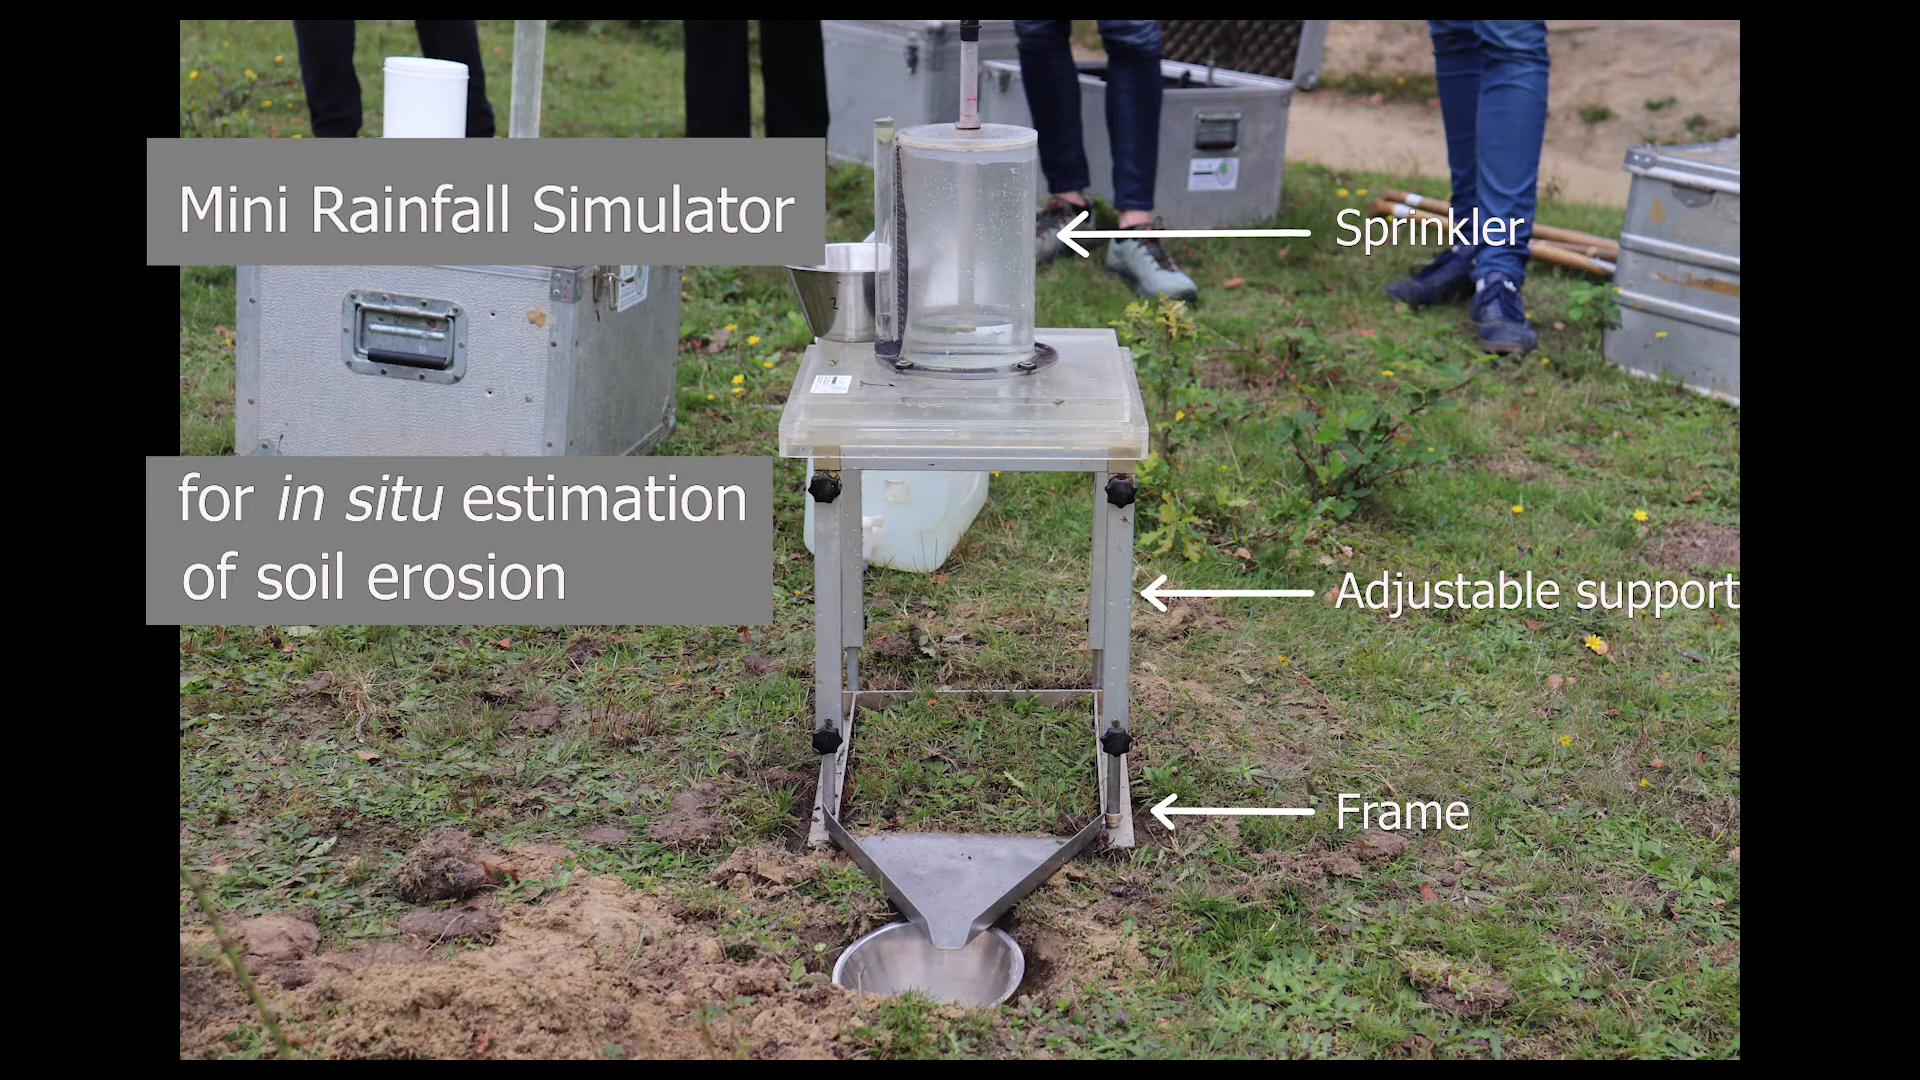 Mini Rainfall Simulator
for in situ estimation
of soil erosion
Sprinkler
Adjustable support
Frame